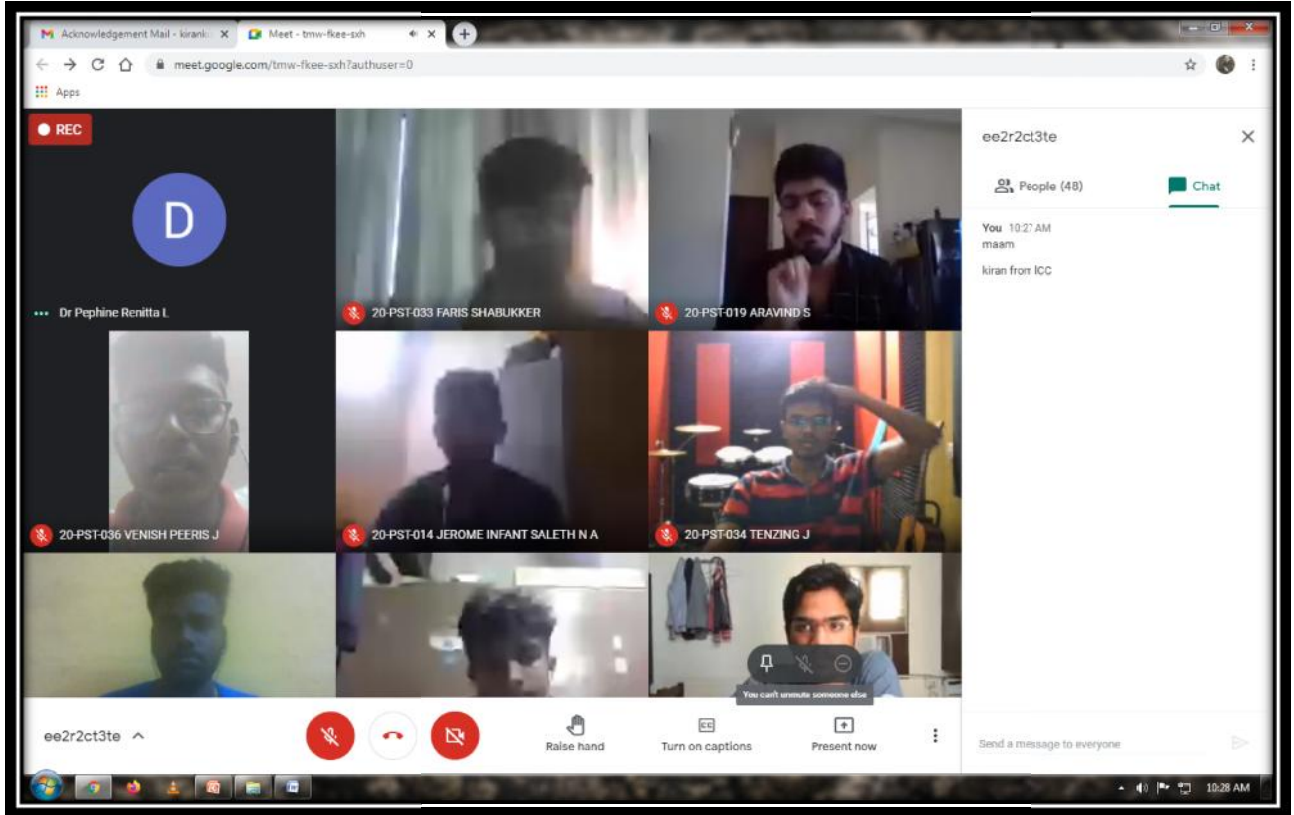 Acknowledgement Mail - kirank
Meet - tmw-fkee-sxh
meet.google.com/tmw-fkee-sxh?authuser=0
Apps
REC
D
Dr Pephine Renitta L
20-PST-033 FARIS SHABUKKER
20-PST-019 ARAVIND S
20-PST-036 VENISH PEERIS J
20-PST-014 JEROME INFANT SALETH N A
20-PST-034 TENZING J
You can't unmute someone else
ee2r2ct3te
People (48)
Chat
You 10:27 AM
maam
kiran from ICC
Send a message to everyone
ee2r2ct3te
Raise hand
CC
Turn on captions
Present now
10:28 AM